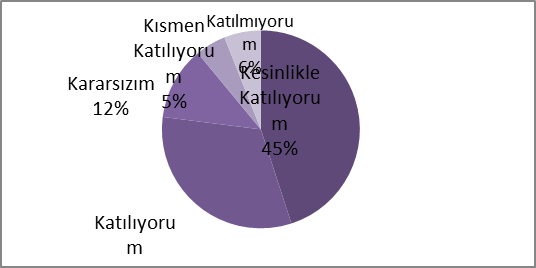 Kısmen
Katılıyoru
m
5%
Katılmıyoru
m
6%
Kesinlikle
Katılıyoru
m
45%
Kararsızım
12%
Katılıyoru
m